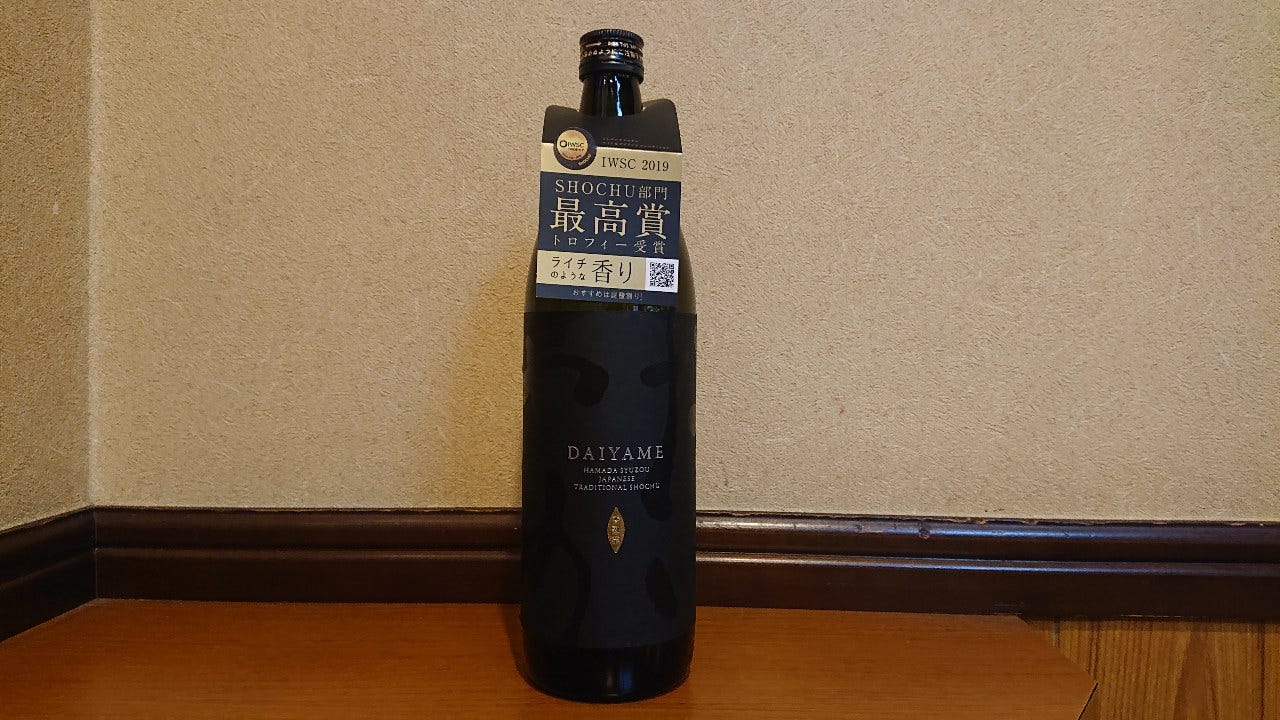 IWSC
IWSC 2019
SHOCHU部門
最高賞
トロフィー受賞
ライチ
のような
香り
おすすめは炭酸割り!
DAIYAME
HAMADA SYUZOU
JAPANESE
TRADITIONAL SHOCHU